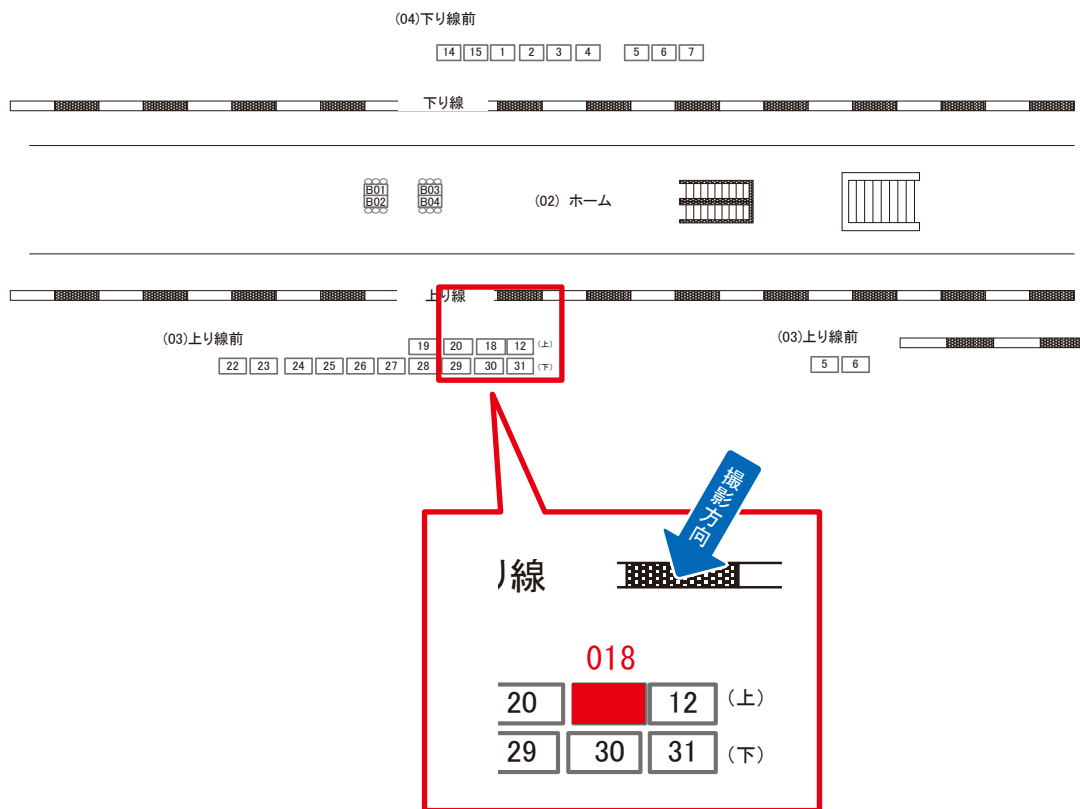 (04)下り線前
14 15 1 2 3 4 5 6 7
下り線
B01 B03
B02 B04
(02) ホーム
上り線
(03)上り線前
19 20 18 12 (上)
22 23 24 25 26 27 28 29 30 31 (下)
(03)上り線前
5 6
撮影方向
り線
018
20 12 (上)
29 30 31 (下)